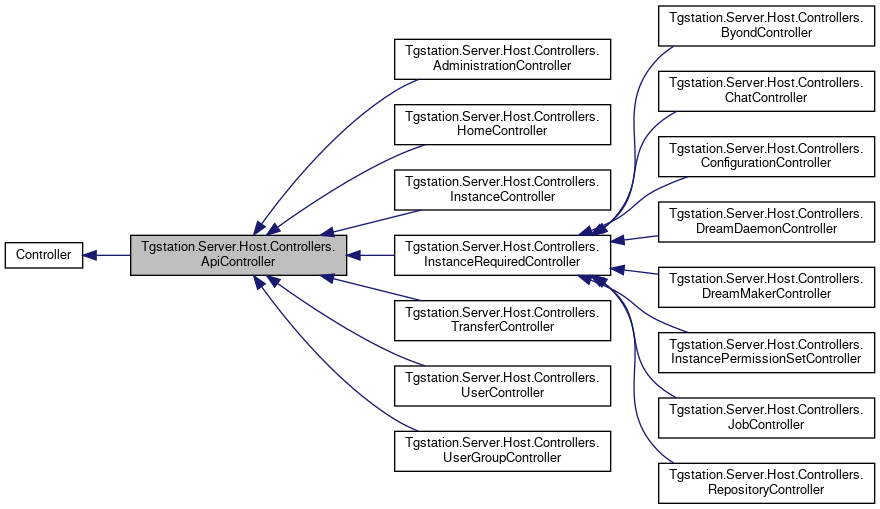 Controller
Tgstation.Server.Host.Controllers.
ApiController
Tgstation.Server.Host.Controllers.
AdministrationController
Tgstation.Server.Host.Controllers.
HomeController
Tgstation.Server.Host.Controllers.
InstanceController
Tgstation.Server.Host.Controllers.
InstanceRequiredController
Tgstation.Server.Host.Controllers.
TransferController
Tgstation.Server.Host.Controllers.
UserController
Tgstation.Server.Host.Controllers.
UserGroupController
Tgstation.Server.Host.Controllers.
ByondController
Tgstation.Server.Host.Controllers.
ChatController
Tgstation.Server.Host.Controllers.
ConfigurationController
Tgstation.Server.Host.Controllers.
DreamDaemonController
Tgstation.Server.Host.Controllers.
DreamMakerController
Tgstation.Server.Host.Controllers.
InstancePermissionSetController
Tgstation.Server.Host.Controllers.
JobController
Tgstation.Server.Host.Controllers.
RepositoryController